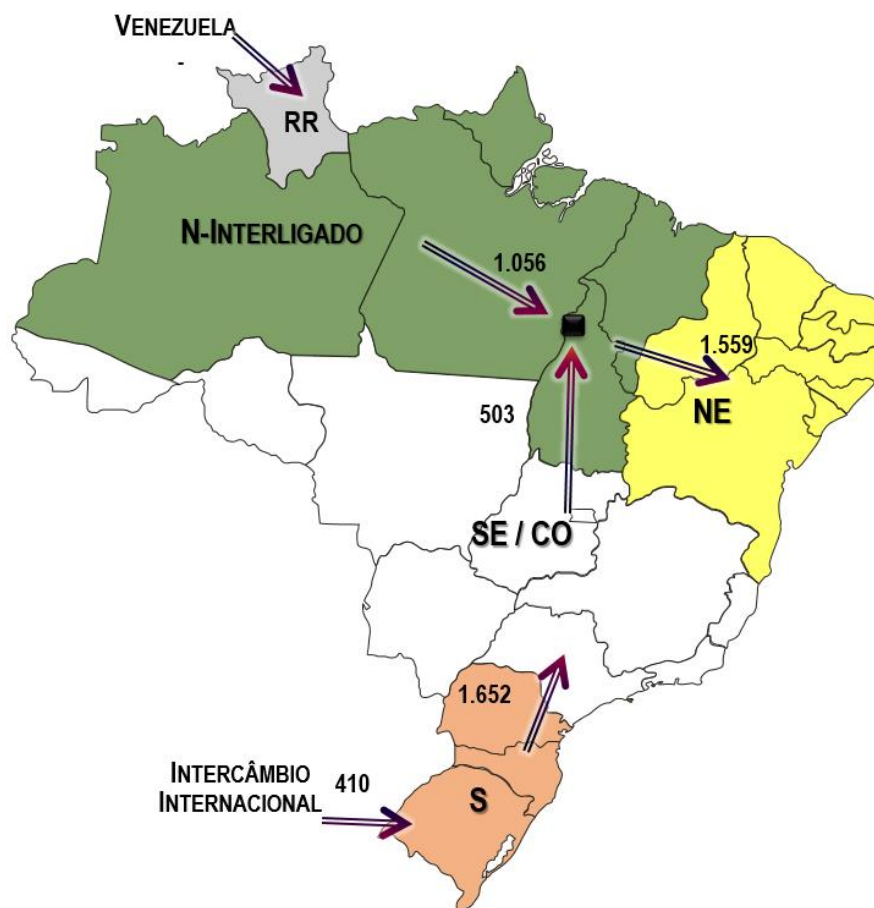 VENEZUELA
-
RR
N-INTERLIGADO
1.056
1.559
503
NE
SE / CO
1.652
INTERCÂMBIO
INTERNACIONAL
410
S